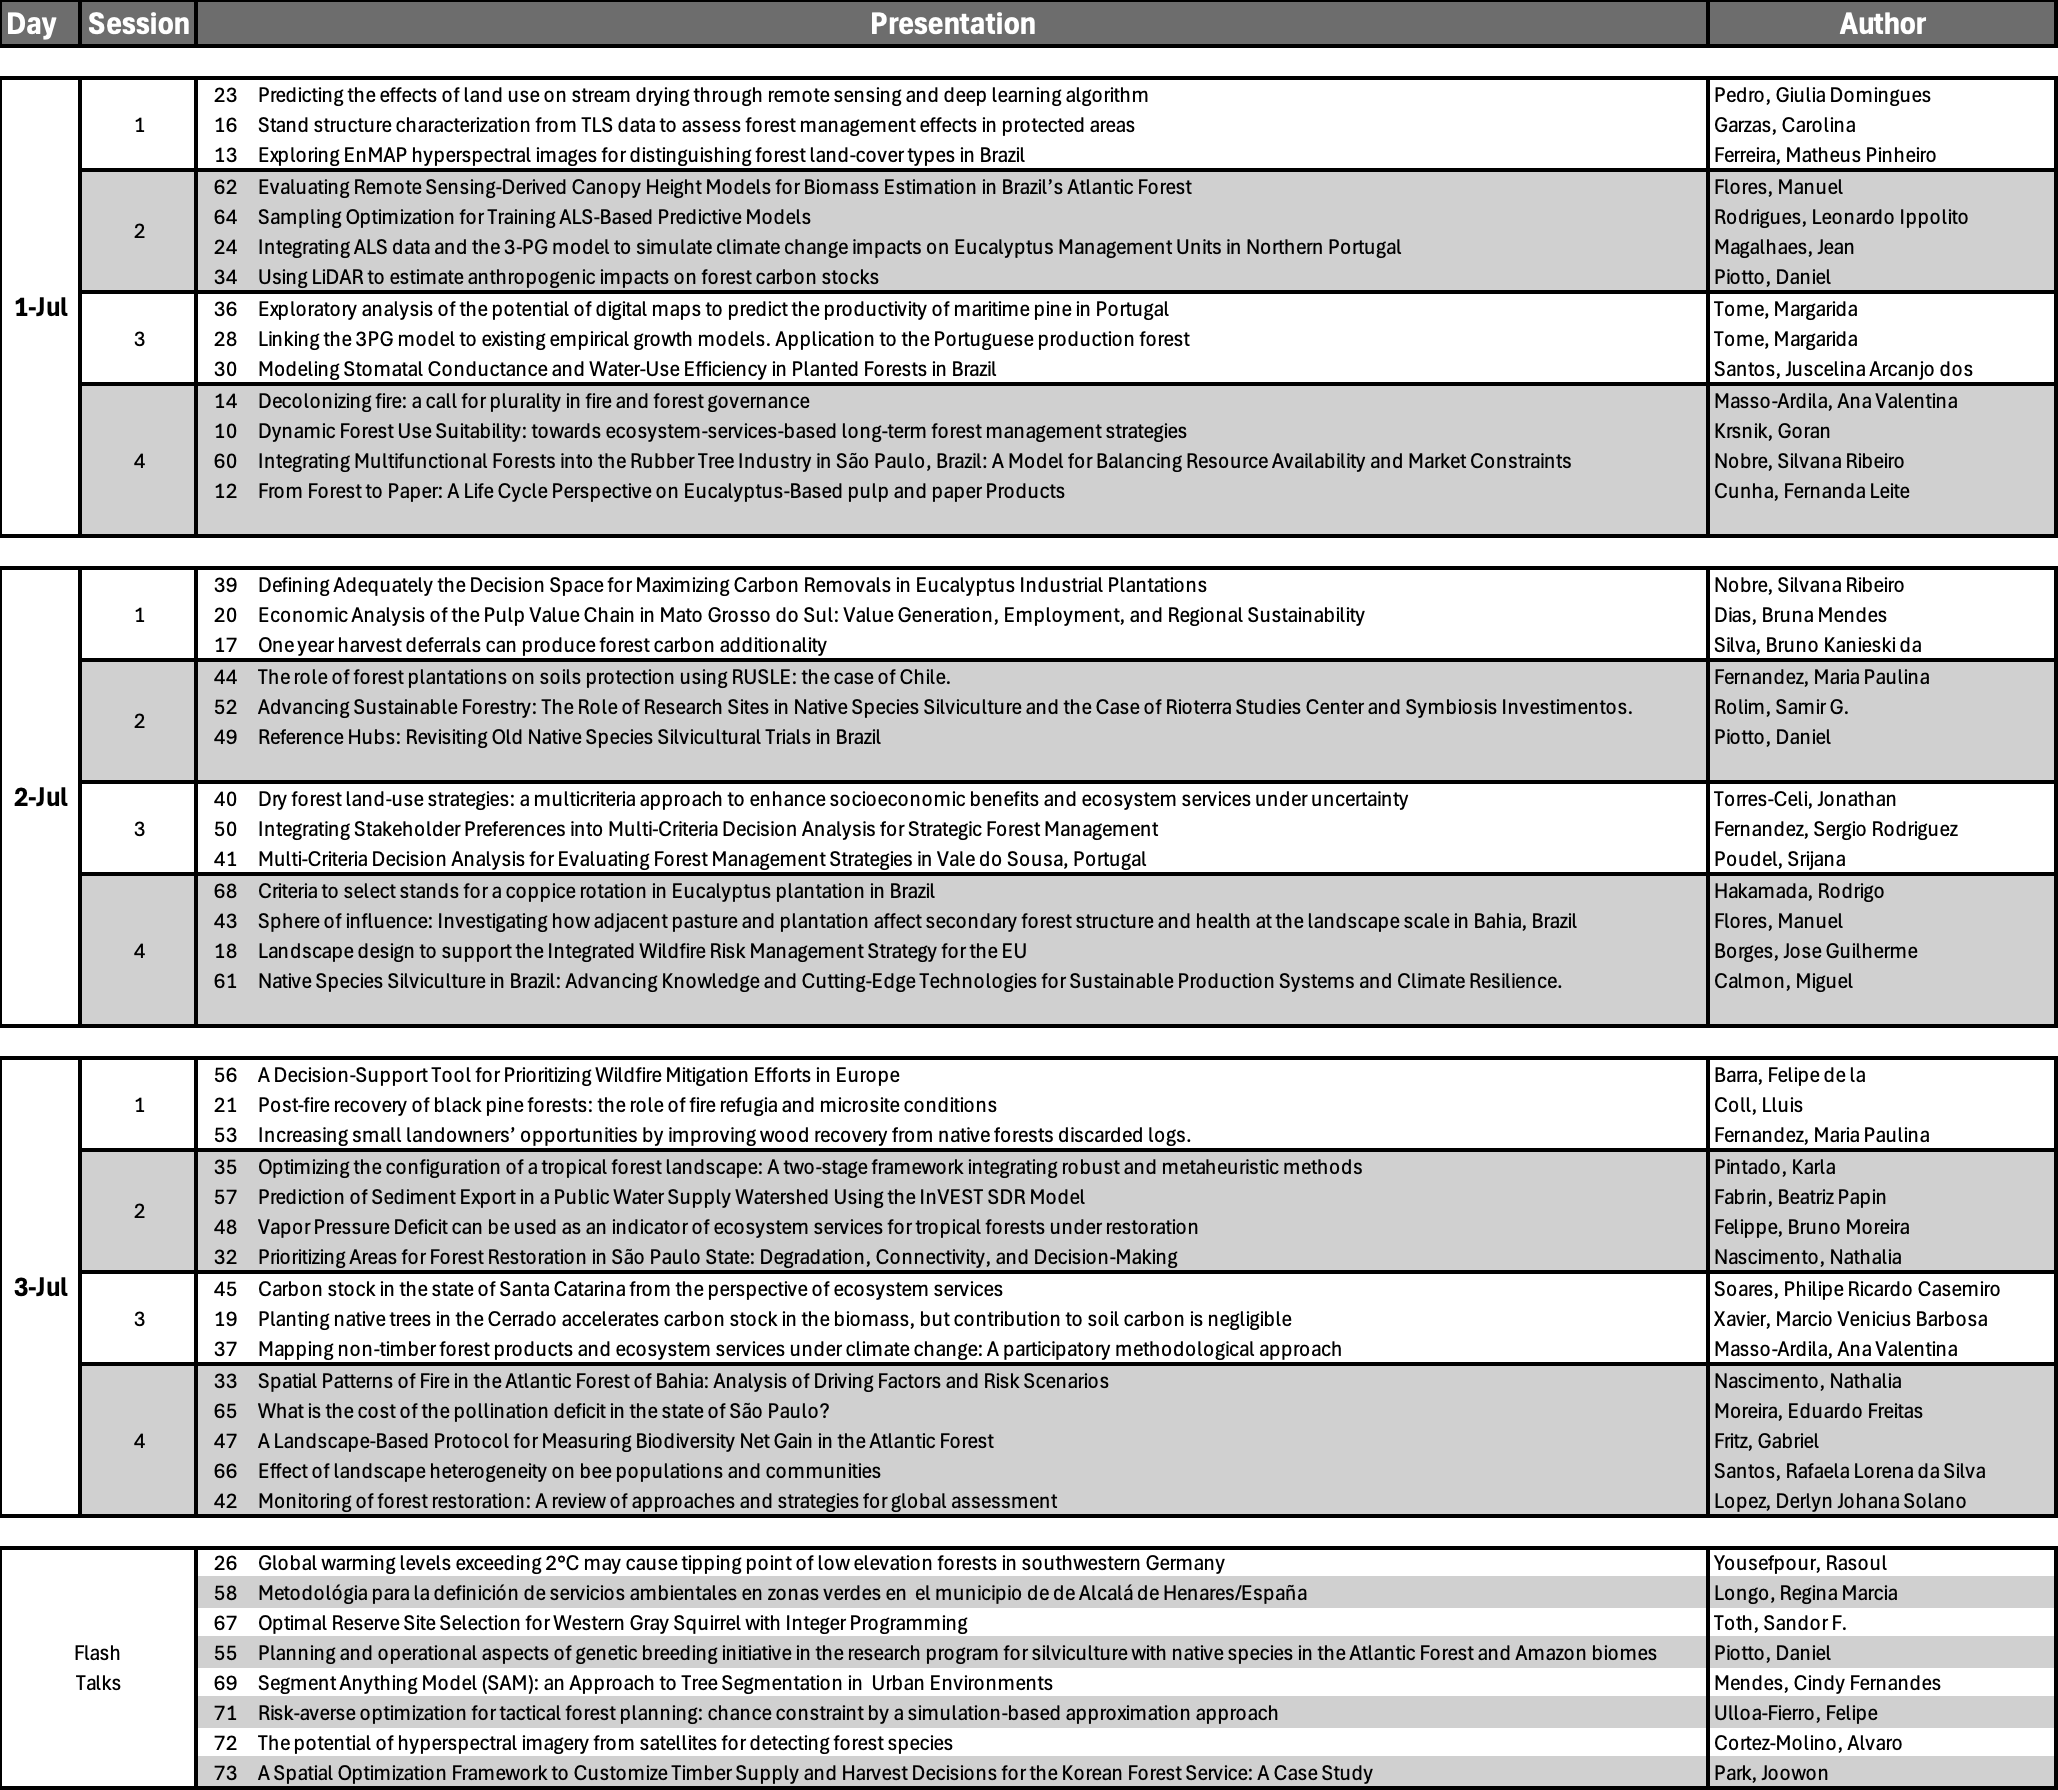 Day Session Presentation Author
23 Predicting the effects of land use on stream drying through remote sensing and deep learning algorithm Pedro, Giulia Domingues
1 16 Stand structure characterization from TLS data to assess forest management effects in protected areas Garzas, Carolina
13 Exploring EnMAP hyperspectral images for distinguishing forest land-cover types in Brazil Ferreira, Matheus Pinheiro
62 Evaluating Remote Sensing-Derived Canopy Height Models for Biomass Estimation in Brazil's Atlantic Forest Flores, Manuel
64 Sampling Optimization for Training ALS-Based Predictive Models Rodrigues, Leonardo Ippolito
2
24 Integrating ALS data and the 3-PG model to simulate climate change impacts on Eucalyptus Management Units in Northern Portugal Magalhaes, Jean
34 Using LiDAR to estimate anthropogenic impacts on forest carbon stocks Piotto, Daniel
1-Jul
36 Exploratory analysis of the potential of digital maps to predict the productivity of maritime pine in Portugal Tome, Margarida
3 28 Linking the 3PG model to existing empirical growth models. Application to the Portuguese production forest Tome, Margarida
30 Modeling Stomatal Conductance and Water-Use Efficiency in Planted Forests in Brazil Santos, Juscelina Arcanjo dos
14 Decolonizing fire: a call for plurality in fire and forest governance Masso-Ardila, Ana Valentina
10 Dynamic Forest Use Suitability: towards ecosystem-services-based long-term forest management strategies Krsnik, Goran
4 60 Integrating Multifunctional Forests into the Rubber Tree Industry in São Paulo, Brazil: A Model for Balancing Resource Availability and Market Constraints Nobre, Silvana Ribeiro
12 From Forest to Paper: A Life Cycle Perspective on Eucalyptus-Based pulp and paper Products Cunha, Fernanda Leite
39 Defining Adequately the Decision Space for Maximizing Carbon Removals in Eucalyptus Industrial Plantations Nobre, Silvana Ribeiro
1 20 Economic Analysis of the Pulp Value Chain in Mato Grosso do Sul: Value Generation, Employment, and Regional Sustainability Dias, Bruna Mendes
17 One year harvest deferrals can produce forest carbon additionality Silva, Bruno Kanieski da
44 The role of forest plantations on soils protection using RUSLE: the case of Chile. Fernandez, Maria Paulina
52 Advancing Sustainable Forestry: The Role of Research Sites in Native Species Silviculture and the Case of Rioterra Studies Center and Symbiosis Investimentos. Rolim, Samir G.
2
49 Reference Hubs: Revisiting Old Native Species Silvicultural Trials in Brazil Piotto, Daniel
2-Jul
40 Dry forest land-use strategies: a multicriteria approach to enhance socioeconomic benefits and ecosystem services under uncertainty Torres-Celi, Jonathan
3 50 Integrating Stakeholder Preferences into Multi-Criteria Decision Analysis for Strategic Forest Management Fernandez, Sergio Rodriguez
41 Multi-Criteria Decision Analysis for Evaluating Forest Management Strategies in Vale do Sousa, Portugal Poudel, Srijana
68 Criteria to select stands for a coppice rotation in Eucalyptus plantation in Brazil Hakamada, Rodrigo
43 Sphere of influence: Investigating how adjacent pasture and plantation affect secondary forest structure and health at the landscape scale in Bahia, Brazil Flores, Manuel
4 18 Landscape design to support the Integrated Wildfire Risk Management Strategy for the EU Borges, Jose Guilherme
61 Native Species Silviculture in Brazil: Advancing Knowledge and Cutting-Edge Technologies for Sustainable Production Systems and Climate Resilience. Calmon, Miguel
56 A Decision-Support Tool for Prioritizing Wildfire Mitigation Efforts in Europe Barra, Felipe de la
1 21 Post-fire recovery of black pine forests: the role of fire refugia and microsite conditions Coll, Lluis
53 Increasing small landowners' opportunities by improving wood recovery from native forests discarded logs. Fernandez, Maria Paulina
35 Optimizing the configuration of a tropical forest landscape: A two-stage framework integrating robust and metaheuristic methods Pintado, Karla
57 Prediction of Sediment Export in a Public Water Supply Watershed Using the InVEST SDR Model Fabrin, Beatriz Papin
2
48 Vapor Pressure Deficit can be used as an indicator of ecosystem services for tropical forests under restoration Felippe, Bruno Moreira
32 Prioritizing Areas for Forest Restoration in São Paulo State: Degradation, Connectivity, and Decision-Making Nascimento, Nathalia
3-Jul
45 Carbon stock in the state of Santa Catarina from the perspective of ecosystem services Soares, Philipe Ricardo Casemiro
3 19 Planting native trees in the Cerrado accelerates carbon stock in the biomass, but contribution to soil carbon is negligible Xavier, Marcio Venicius Barbosa
37 Mapping non-timber forest products and ecosystem services under climate change: A participatory methodological approach Masso-Ardila, Ana Valentina
33 Spatial Patterns of Fire in the Atlantic Forest of Bahia: Analysis of Driving Factors and Risk Scenarios Nascimento, Nathalia
65 What is the cost of the pollination deficit in the state of São Paulo? Moreira, Eduardo Freitas
4 47 A Landscape-Based Protocol for Measuring Biodiversity Net Gain in the Atlantic Forest Fritz, Gabriel
66 Effect of landscape heterogeneity on bee populations and communities Santos, Rafaela Lorena da Silva
42 Monitoring of forest restoration: A review of approaches and strategies for global assessment Lopez, Derlyn Johana Solano
26 Global warming levels exceeding 2°C may cause tipping point of low elevation forests in southwestern Germany Yousefpour, Rasoul
58 Metodológia para la definición de servicios ambientales en zonas verdes en el municipio de de Alcalá de Henares/España Longo, Regina Marcia
67 Optimal Reserve Site Selection for Western Gray Squirrel with Integer Programming Toth, Sandor F.
Flash 55 Planning and operational aspects of genetic breeding initiative in the research program for silviculture with native species in the Atlantic Forest and Amazon biomes Piotto, Daniel
Talks 69 Segment Anything Model (SAM): an Approach to Tree Segmentation in Urban Environments Mendes, Cindy Fernandes
71 Risk-averse optimization for tactical forest planning: chance constraint by a simulation-based approximation approach Ulloa-Fierro, Felipe
72 The potential of hyperspectral imagery from satellites for detecting forest species Cortez-Molino, Alvaro
73 A Spatial Optimization Framework to Customize Timber Supply and Harvest Decisions for the Korean Forest Service: A Case Study Park, Joowon